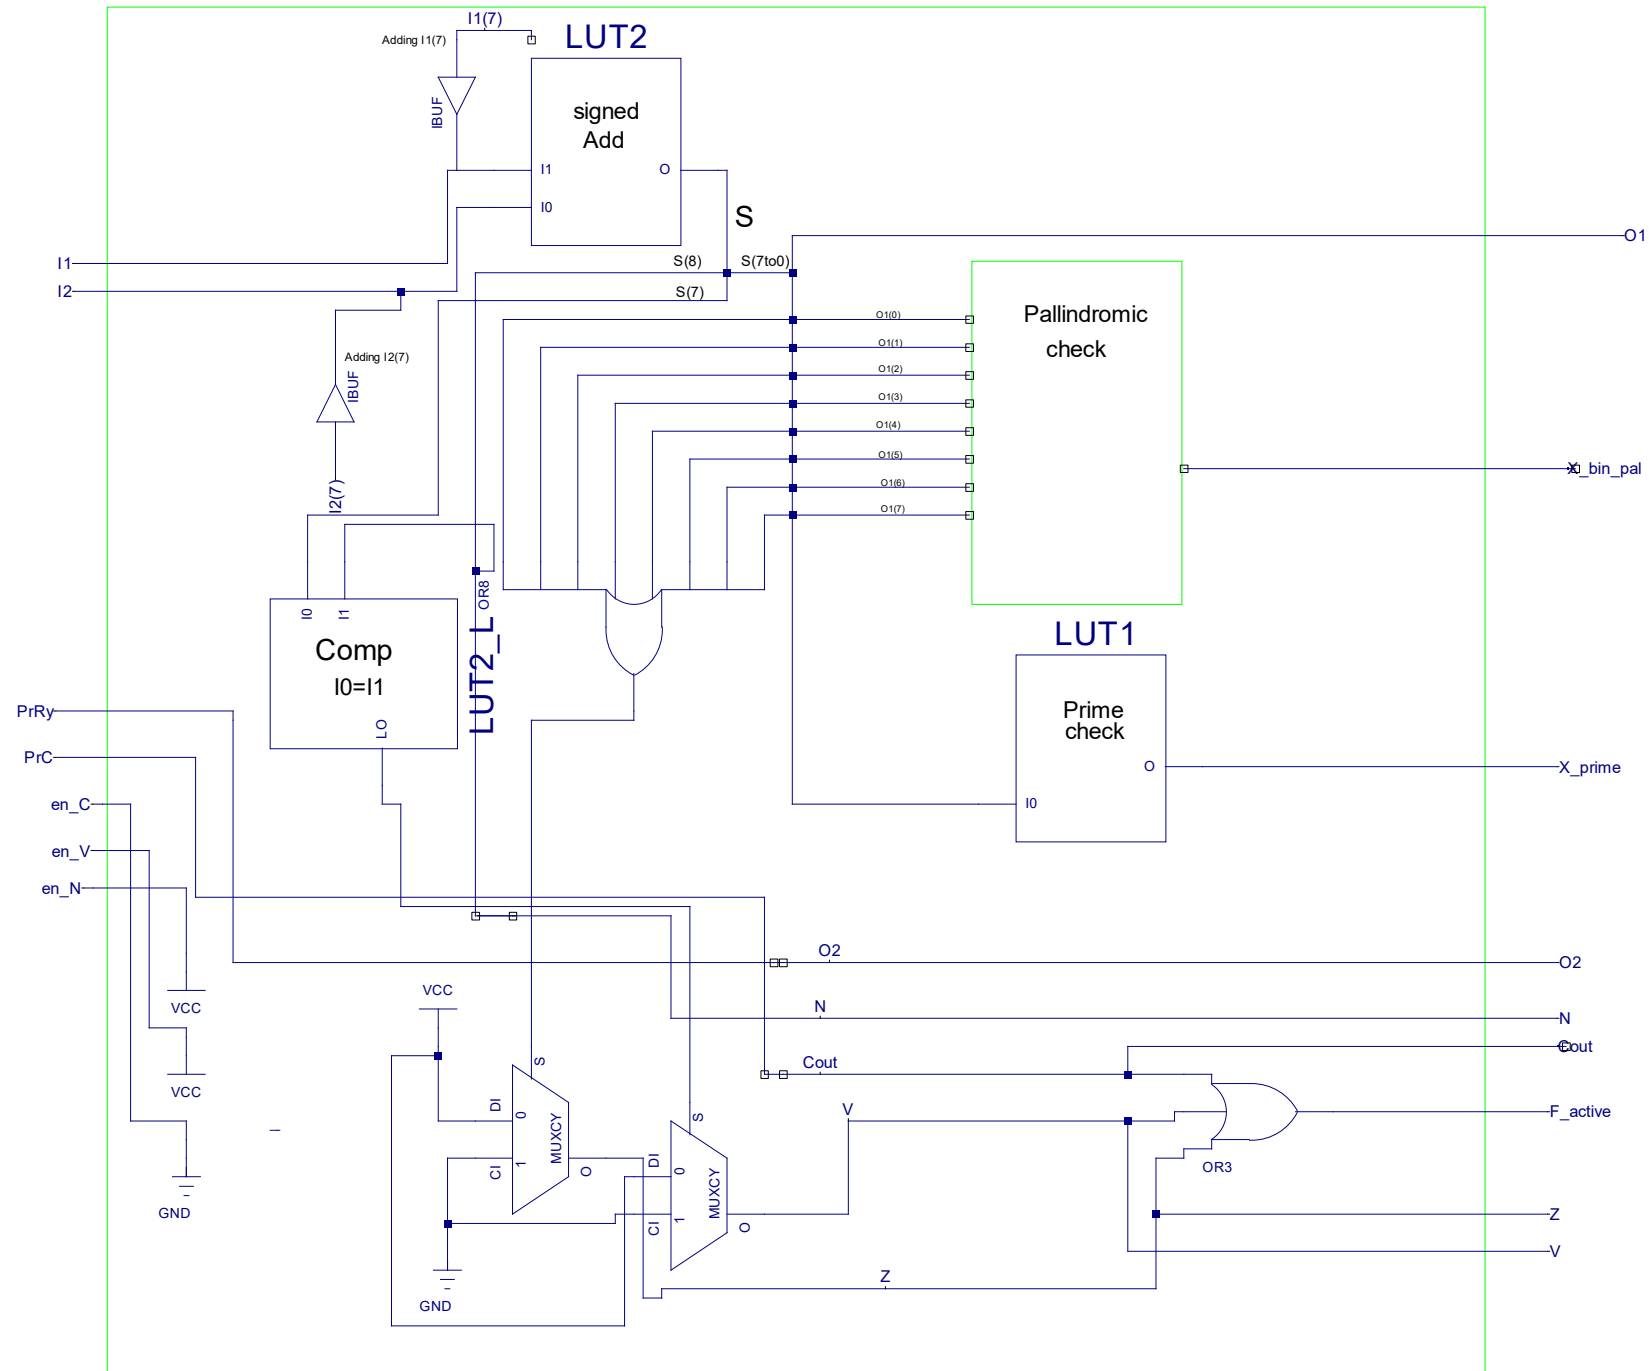 I1(7)
Adding I1(7)
LUT2
IBUF
signed
Add
I1
O
I0
S
O1
I1
S(8)
S(7to0)
I2
S(7)
O1(0)
Pallindromic
check
O1(1)
Adding I2(7)
O1(2)
IBUF
O1(3)
O1(4)
O1(5)
X_bin_pal
O1(6)
I2(7)
O1(7)
OR8
I0
I1
LUT1
Comp
I0=I1
LUT2_L
LO
PrRy
Prime
check
PrC
O
X_prime
en_C
I0
en_V
en_N
O2
O2
VCC
VCC
N
N
Cout
Cout
S
VCC
DI
0
V
S
F_active
MUXCY
CI
1
O
DI
0
OR3
GND
MUXCY
CI
1
O
Z
V
Z
GND